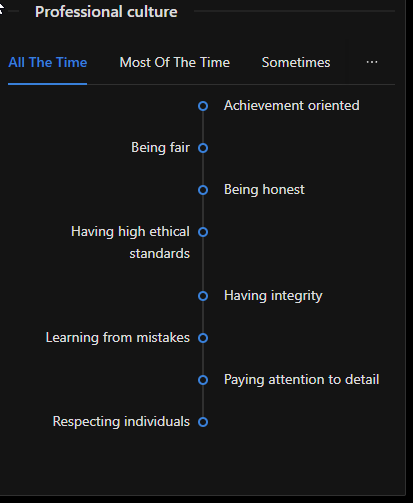 Professional culture
All The Time
Most Of The Time
Sometimes
···
Achievement oriented
Being fair
Being honest
Having high ethical
standards
Having integrity
Learning from mistakes
Paying attention to detail
Respecting individuals